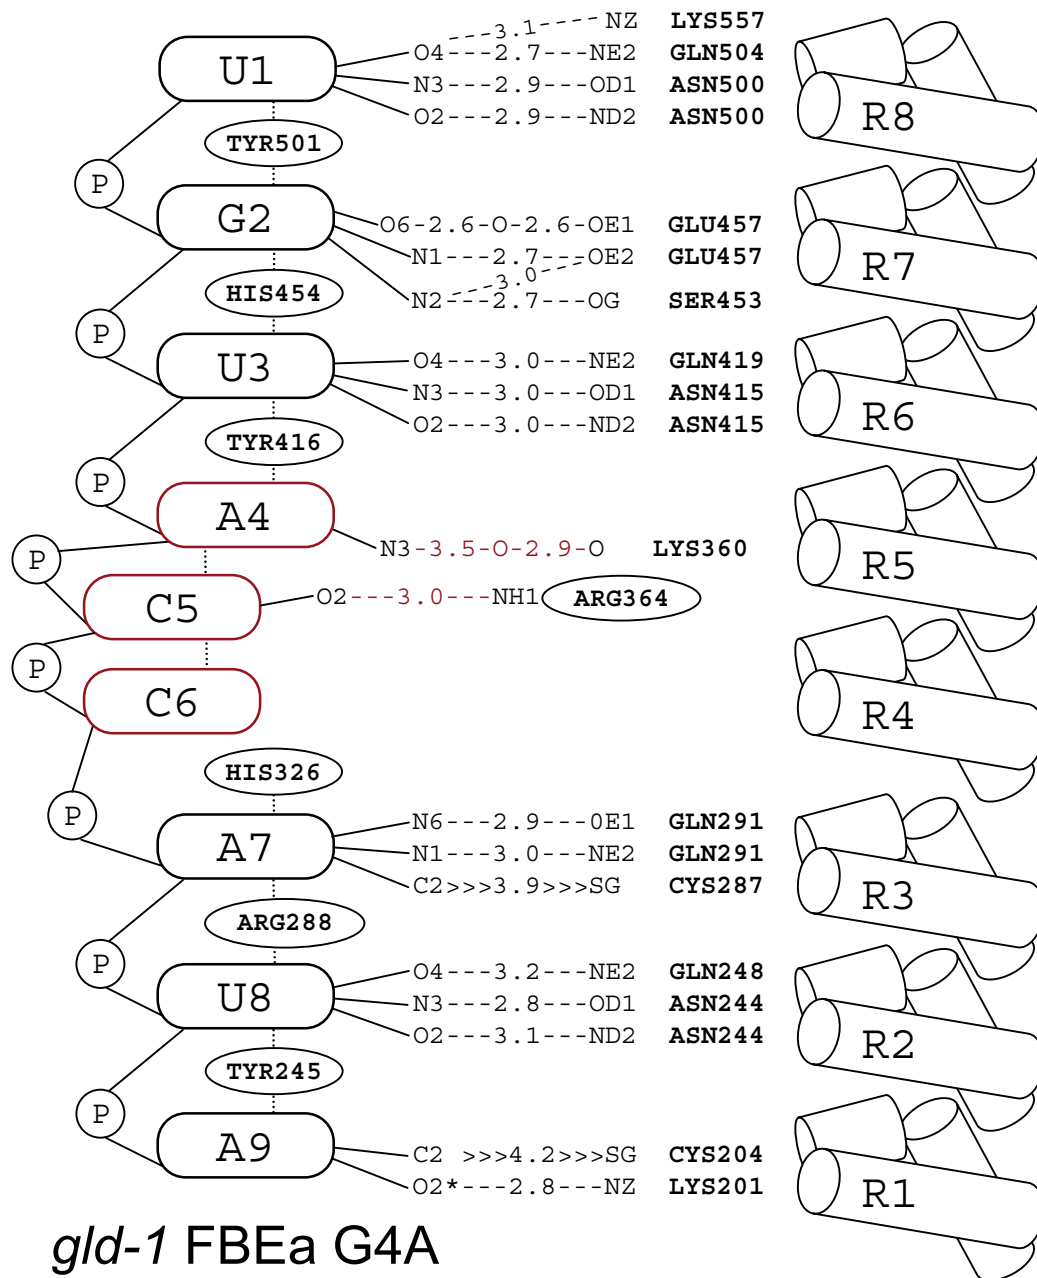 3.1 NZ LYS557
U1 O4---2.7---NE2 GLN504
N3---2.9---OD1 ASN500 R8
O2---2.9---ND2 ASN500
TYR501
P
G2 O6-2.6-O-2.6-OE1 GLU457
N1---2.7---OE2 GLU457 R7
3.0
HIS454 N2---2.7---OG SER453
P
U3 O4---3.0---NE2 GLN419
N3---3.0---OD1 ASN415 R6
O2---3.0---ND2 ASN415
TYR416
P
A4
N3-3.5-O-2.9-O LYS360 R5
P
C5 O2---3.0---NH1 ARG364
P
C6 R4
HIS326
P
N6---2.9---0E1 GLN291
A7 N1---3.0---NE2 GLN291
C2>>>3.9>>>SG CYS287 R3
ARG288
P
O4---3.2---NE2 GLN248
U8 N3---2.8---OD1 ASN244
O2---3.1---ND2 ASN244 R2
TYR245
P
A9 C2 >>>4.2>>>SG CYS204
O2*---2.8---NZ LYS201 R1
gld-1 FBEa G4A